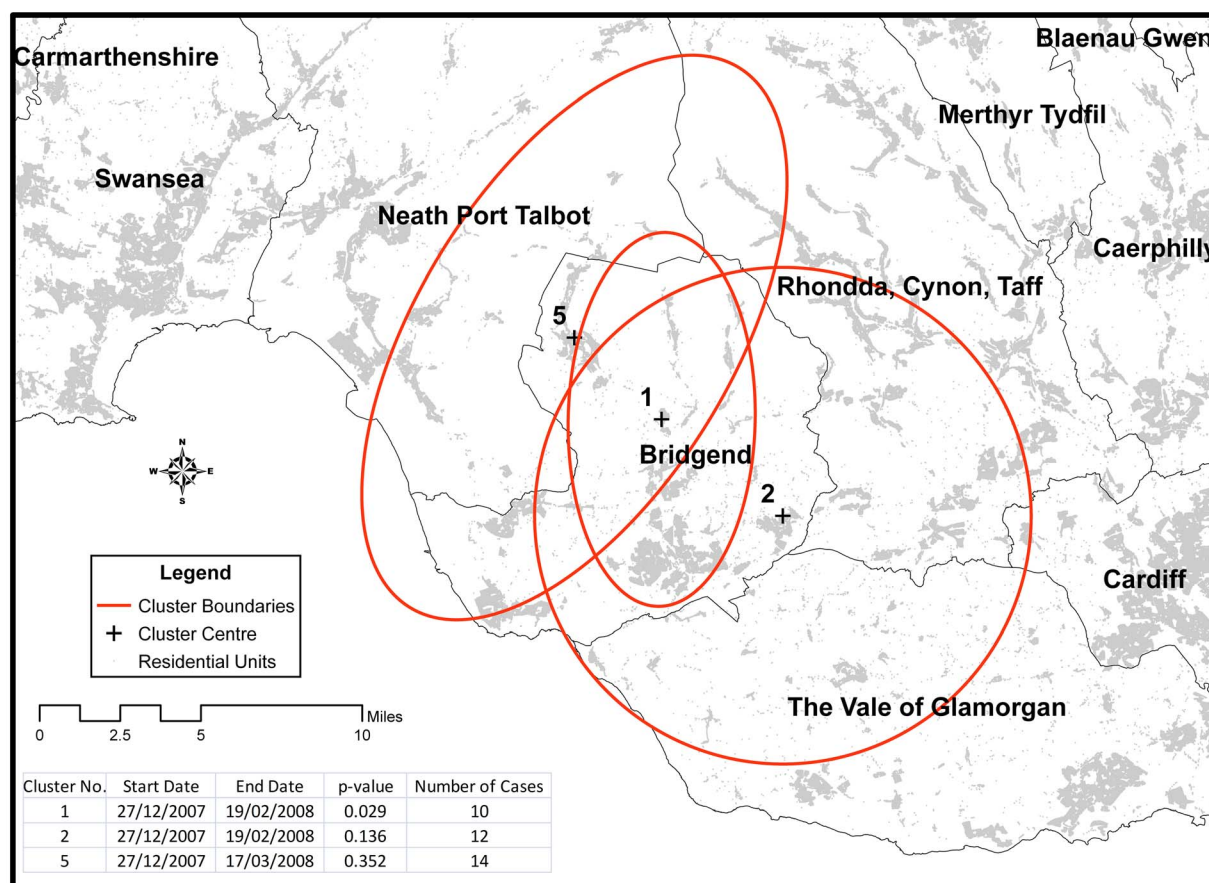 Carmarthenshire
Blaenau Gwen
Merthyr Tydfil
Swansea
Neath Port Talbot
Caerphilly
Rhondda, Cynon, Taff
5
1
Bridgend
N
W E
S
2
Legend
Cluster Boundaries
Cluster Centre
Residential Units
Cardiff
The Vale of Glamorgan
Miles
0 2.5 5 10
Cluster No. Start Date End Date p-value Number of Cases
1 27/12/2007 19/02/2008 0.029 10
2 27/12/2007 19/02/2008 0.136 12
5 27/12/2007 17/03/2008 0.352 14